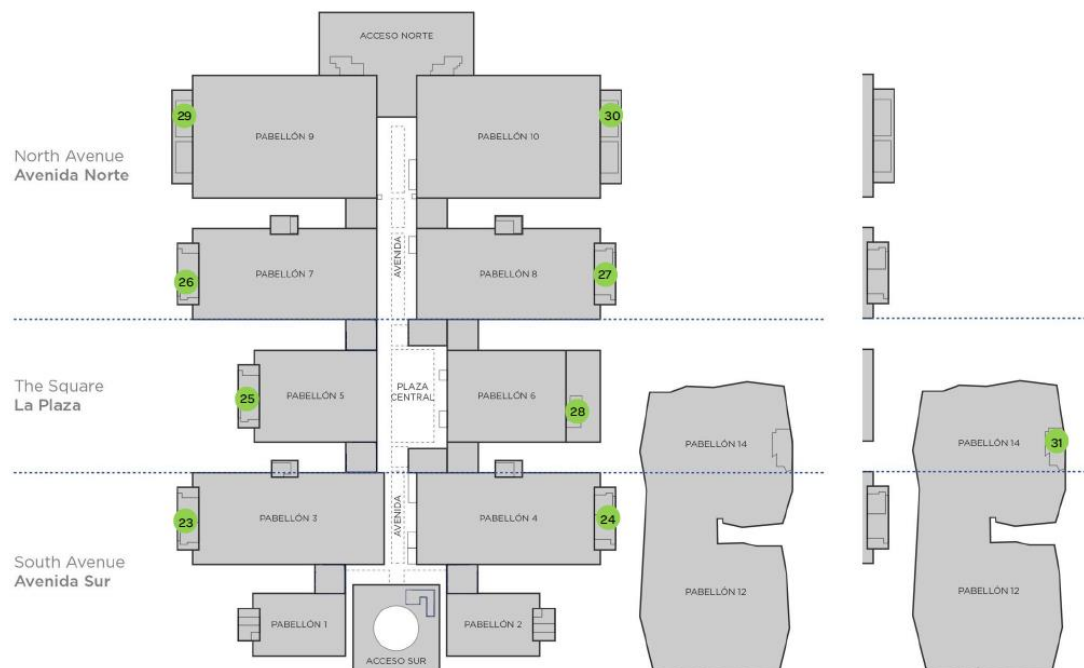 ACCESO NORTE
29
30
PABELLÓN 9
PABELLÓN 10
North Avenue
Avenida Norte
AVENIDA
26
PABELLÓN 7
PABELLÓN 8
27
The Square
La Plaza
25
PABELLÓN 5
PLAZA
CENTRAL
PABELLÓN 6
28
PABELLÓN 14
PABELLÓN 14
31
23
PABELLÓN 3
AVENIDA
PABELLÓN 4
24
South Avenue
Avenida Sur
PABELLÓN 12
PABELLÓN 12
PABELLÓN 1
PABELLÓN 2
ACCESO SUR